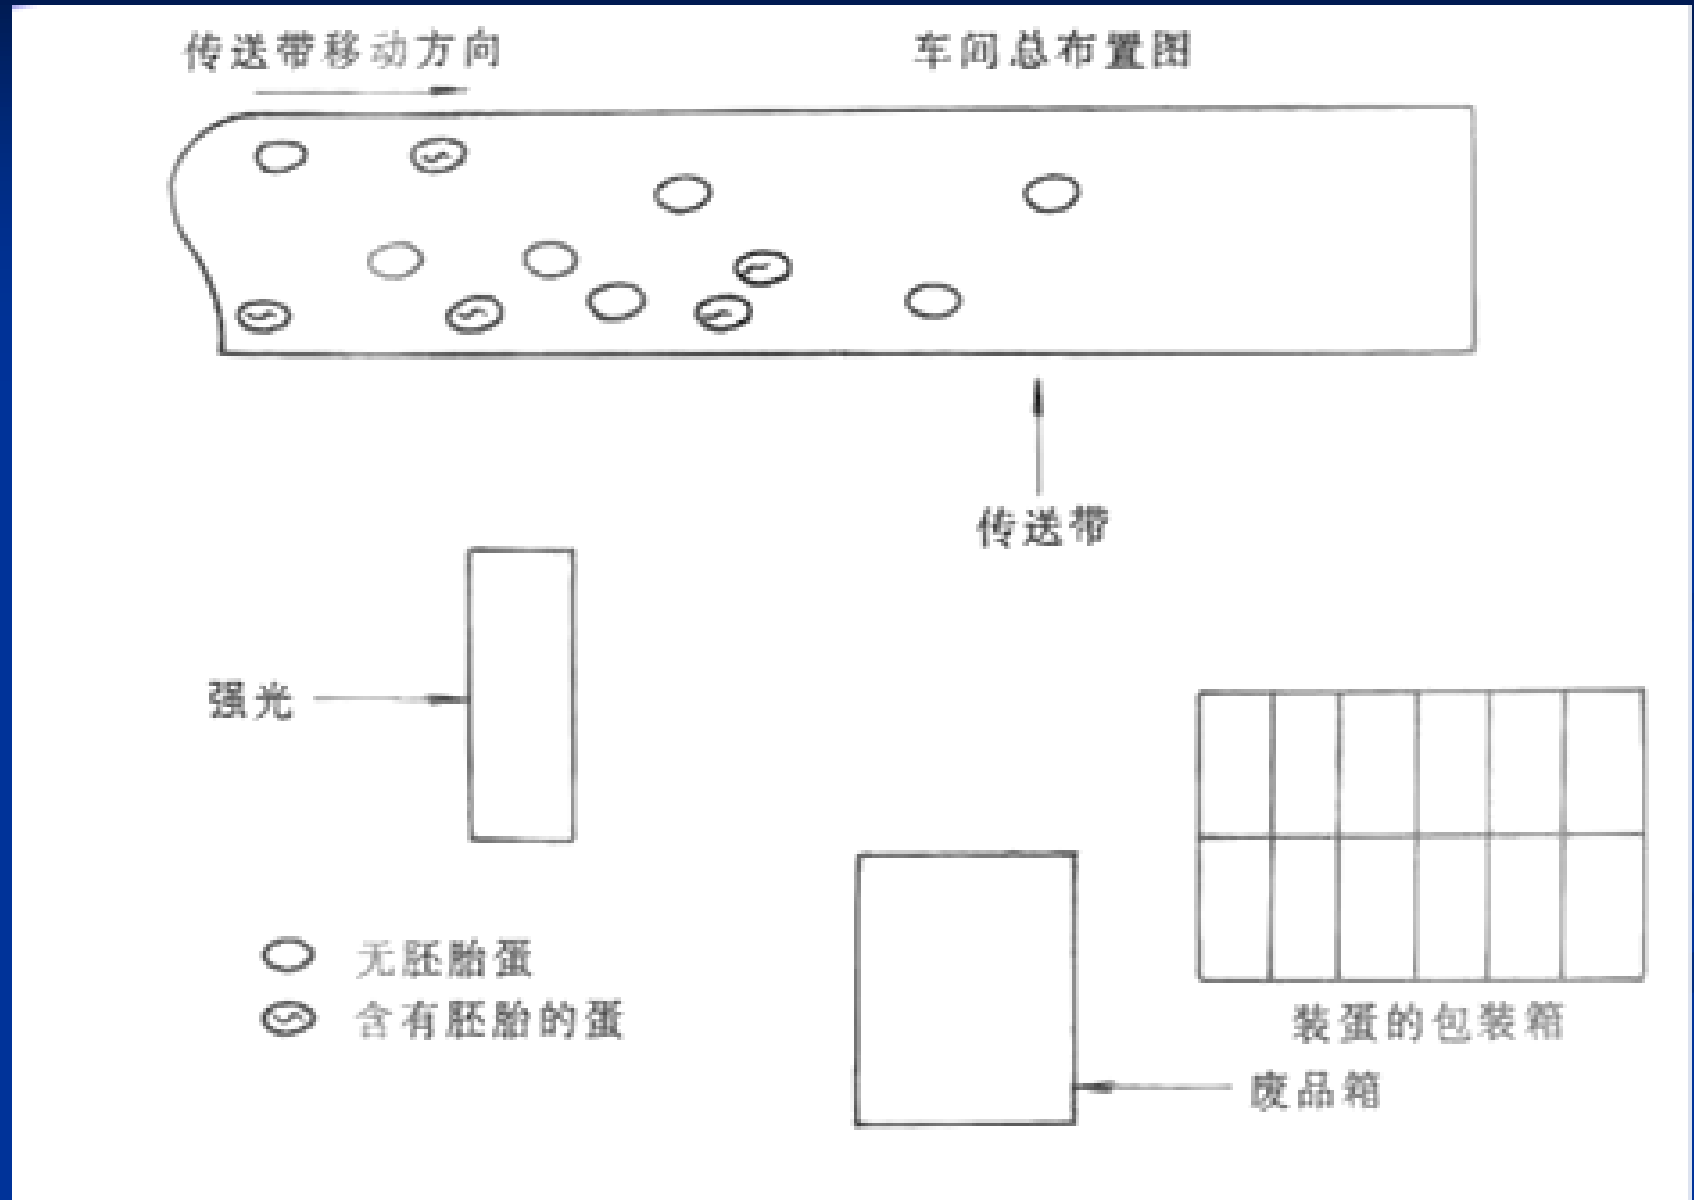 传送带移动方向
车间总布置图
传送带
强光
无胚胎蛋
含有胚胎的蛋
装蛋的包装箱
废品箱